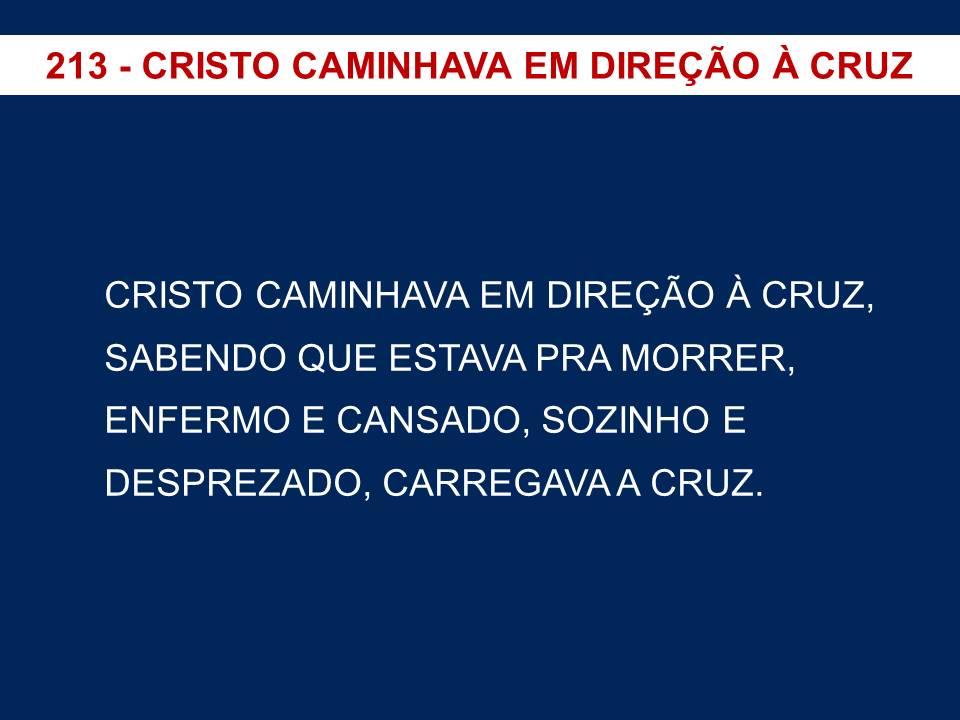 213 - CRISTO CAMINHAVA EM DIREÇÃO À CRUZ
CRISTO CAMINHAVA EM DIREÇÃO À CRUZ,
SABENDO QUE ESTAVA PRA MORRER,
ENFERMO E CANSADO, SOZINHO E
DESPREZADO, CARREGAVA A CRUZ.